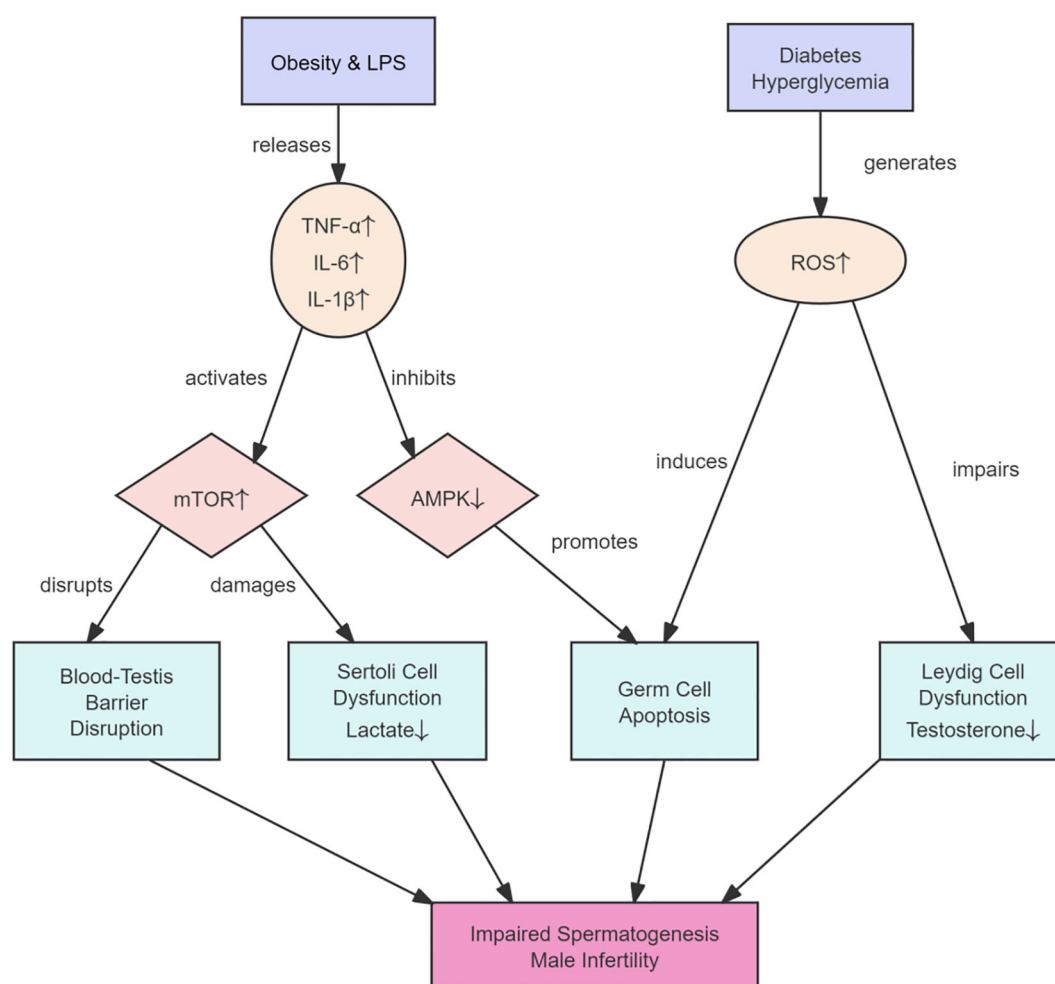 Obesity & LPS
Diabetes
Hyperglycemia
releases
generates
TNF-α↑
IL-6↑
IL-1β↑
ROS↑
activates
inhibits
induces
impairs
mTOR↑
AMPK↓
promotes
disrupts
damages
Blood-Testis
Barrier
Disruption
Sertoli Cell
Dysfunction
Lactate↓
Germ Cell
Apoptosis
Leydig Cell
Dysfunction
Testosterone↓
Impaired Spermatogenesis
Male Infertility